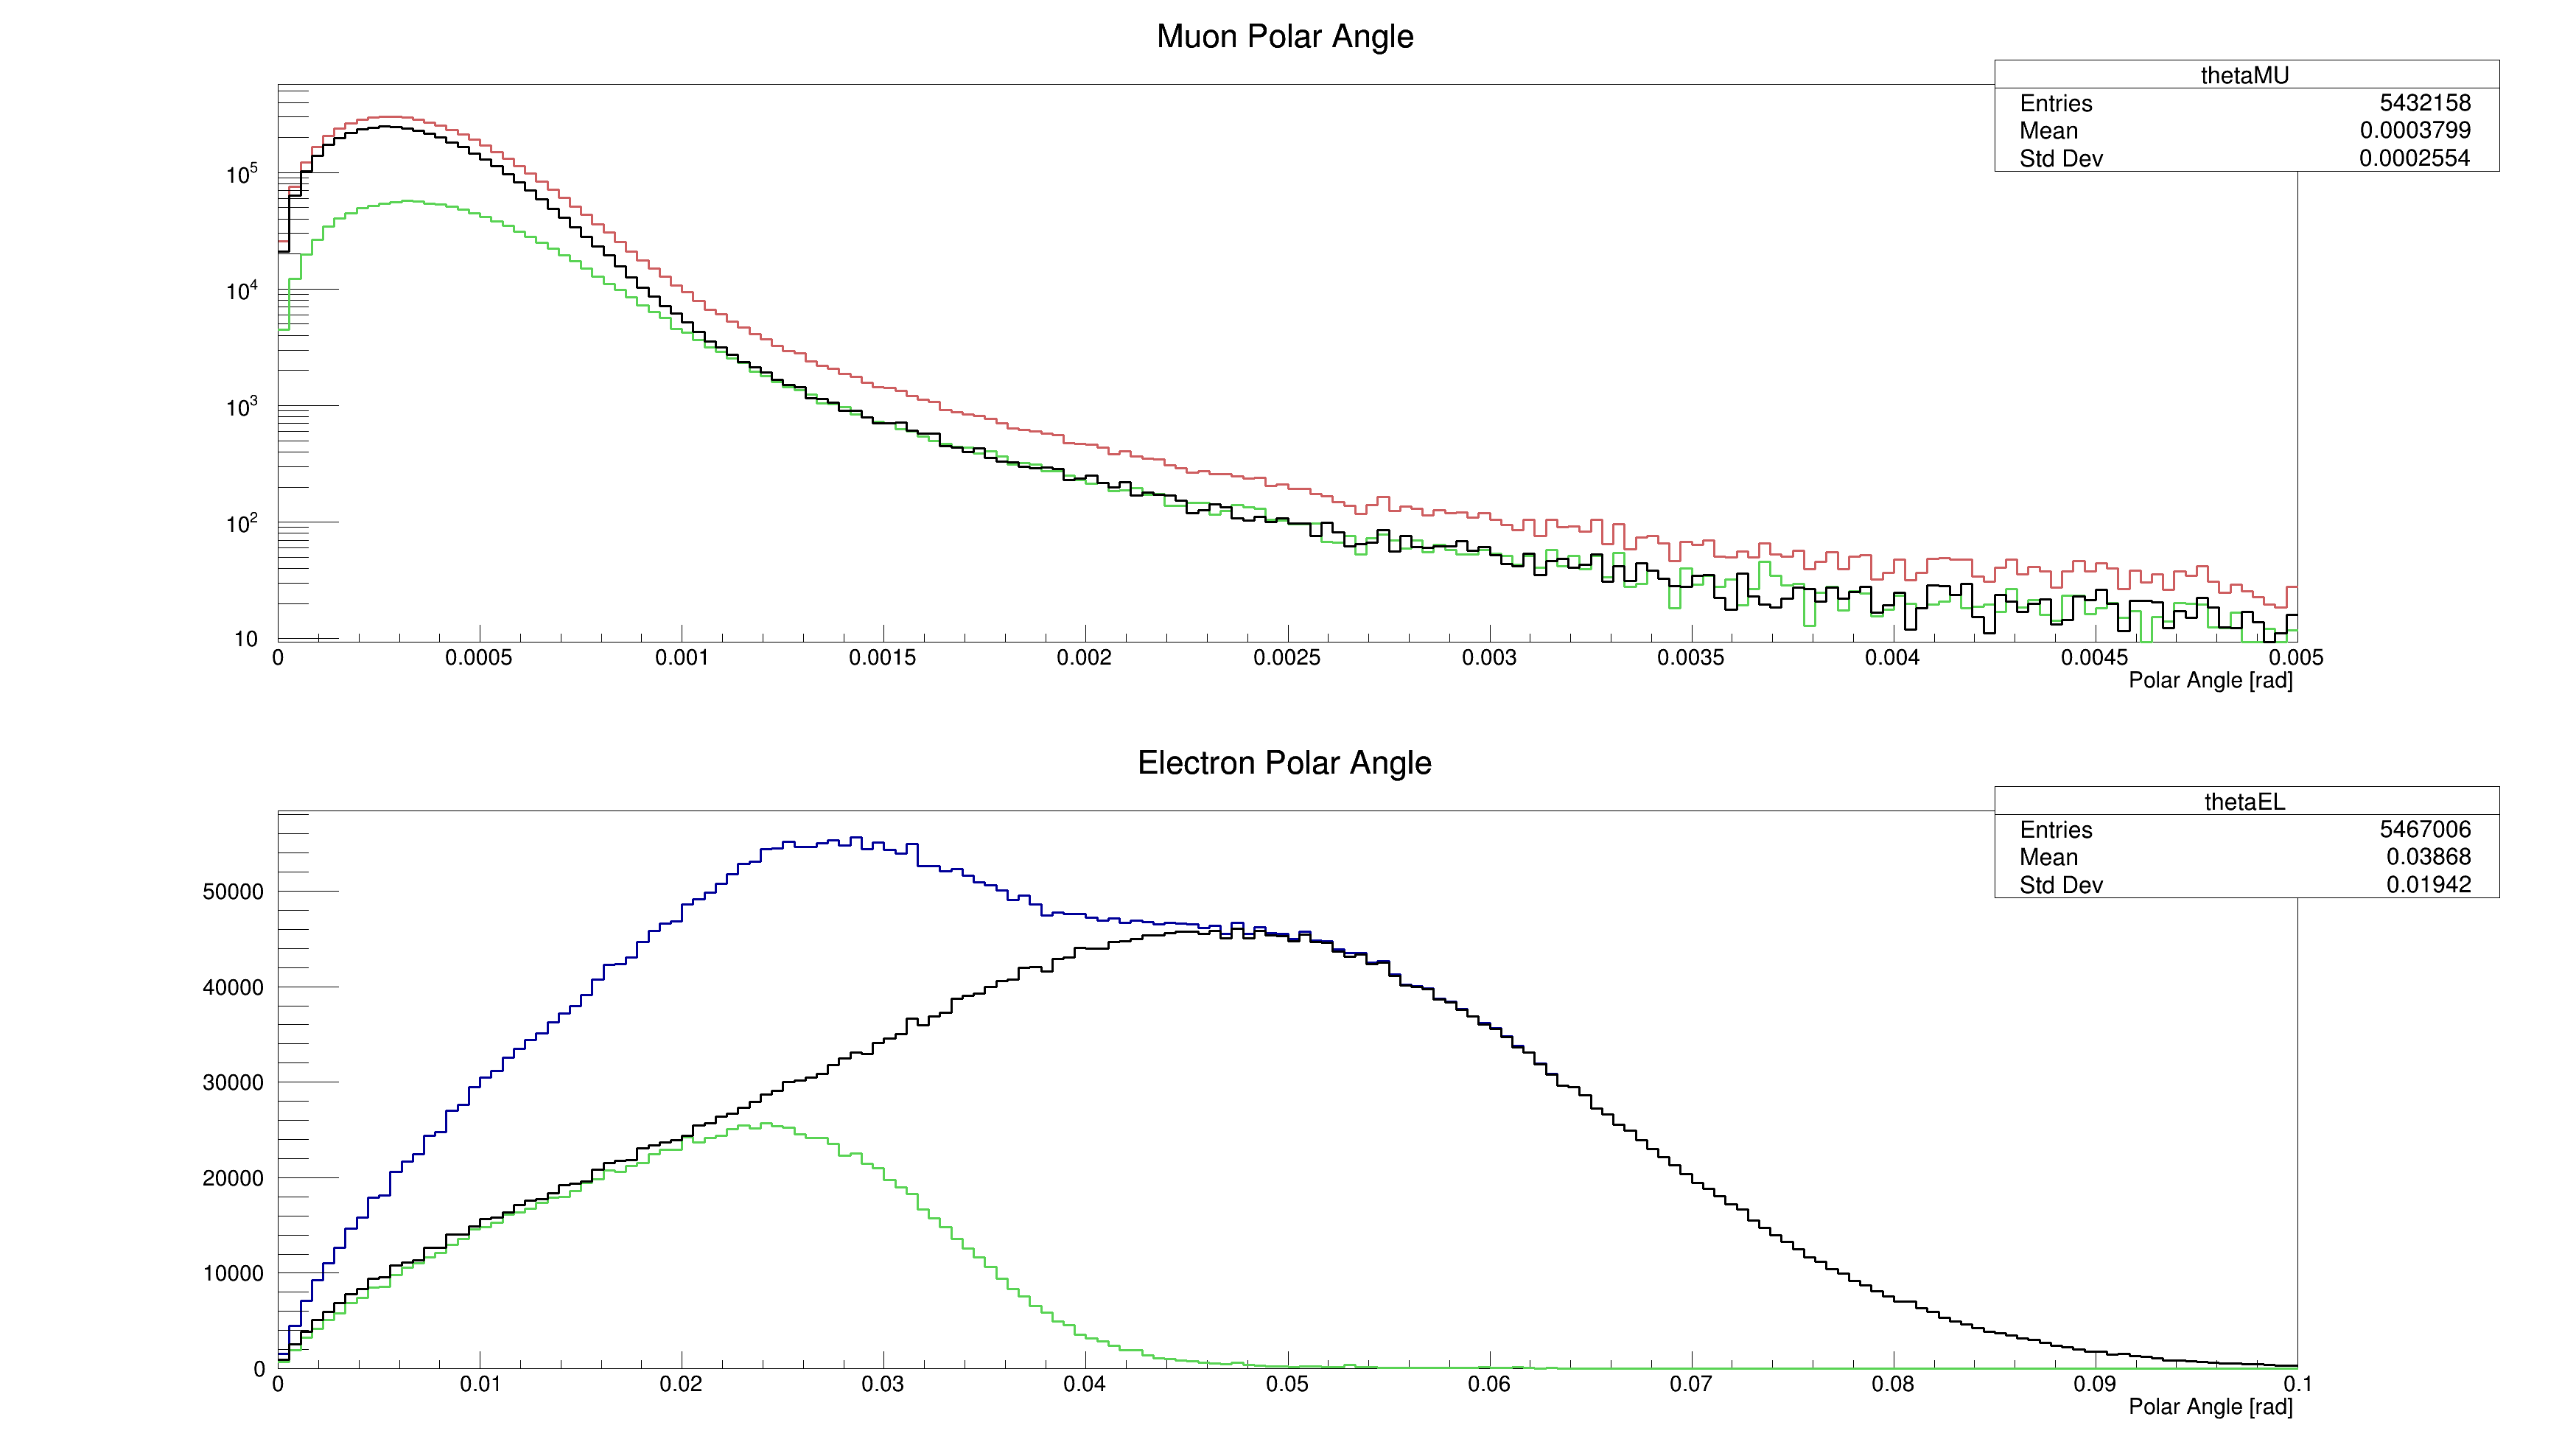 Muon Polar Angle
thetaMU
Entries 5432158
Mean 0.0003799
Std Dev 0.0002554
10^5
10^4
10^3
10^2
10
0 0.0005 0.001 0.0015 0.002 0.0025 0.003 0.0035 0.004 0.0045 0.005
Polar Angle [rad]
Electron Polar Angle
thetaEL
Entries 5467006
Mean 0.03868
Std Dev 0.01942
50000
40000
30000
20000
10000
0
0 0.01 0.02 0.03 0.04 0.05 0.06 0.07 0.08 0.09 0.1
Polar Angle [rad]